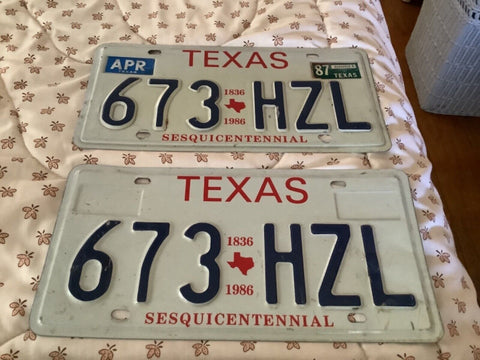 TEXAS
APR
87
TEXAS
673 HZL
1836
1986
SESQUICENTENNIAL
TEXAS
673 HZL
1836
1986
SESQUICENTENNIAL